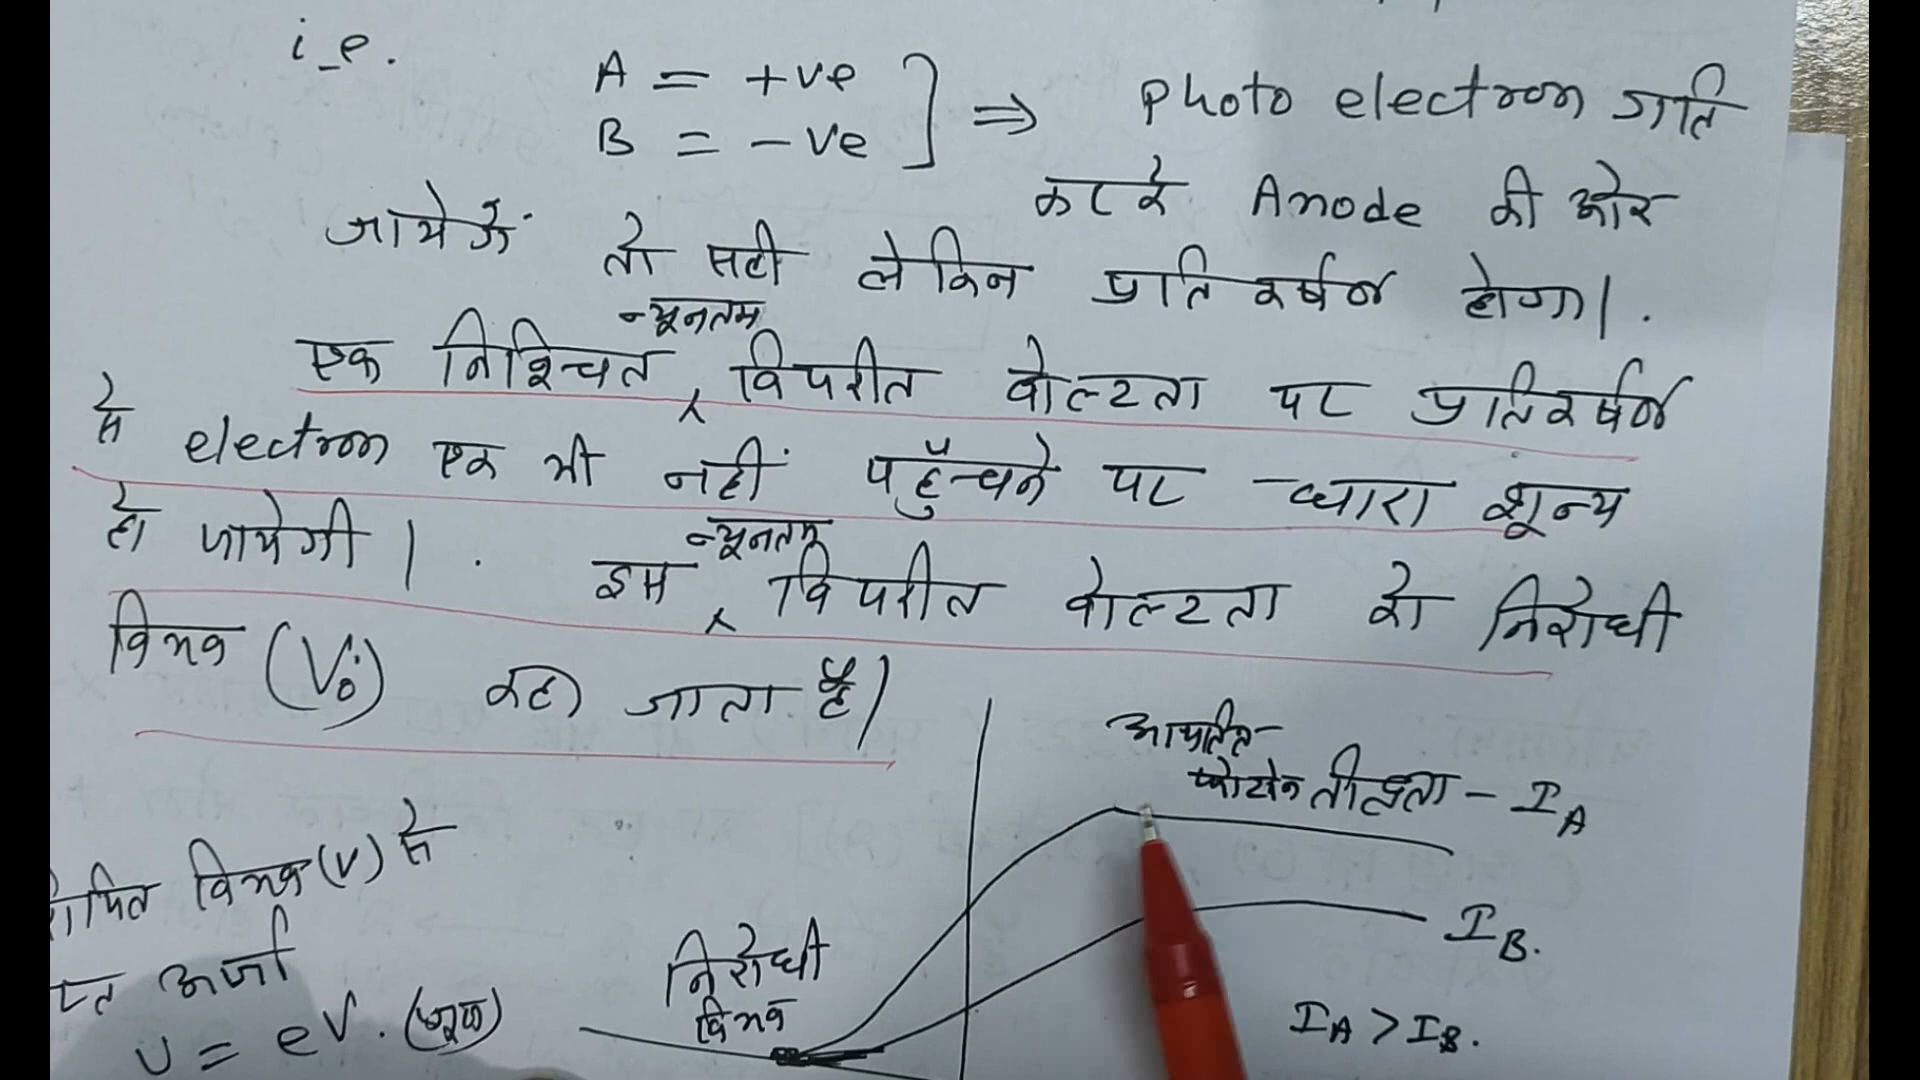 i.e.
A = +ve
B = -ve ] ⇒ Photo electron गति
करके Anode की ओर
जायेगें तो सही लेकिन प्रतिकर्षण होगा।
न्यूनतम
एक निश्चित विपरीत वोल्टता पर प्रतिकर्षण
से electron एक भी नहीं पहुँचने पर धारा शून्य
हो जायेगी।
न्यूनतम
इस विपरीत वोल्टता को निरोधी
विभव (V₀) कहा जाता है।
आपतित
फोटोन तीव्रता - I_A
विभव (V) से
ऊर्जा
U = eV. (जूल)
निरोधी
विभव
I_B.
I_A > I_B.